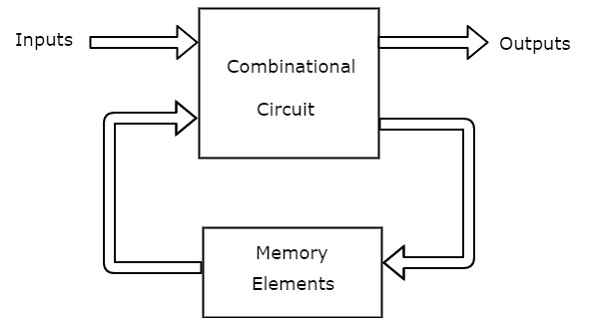 Inputs
Combinational
Circuit
Outputs
Memory
Elements